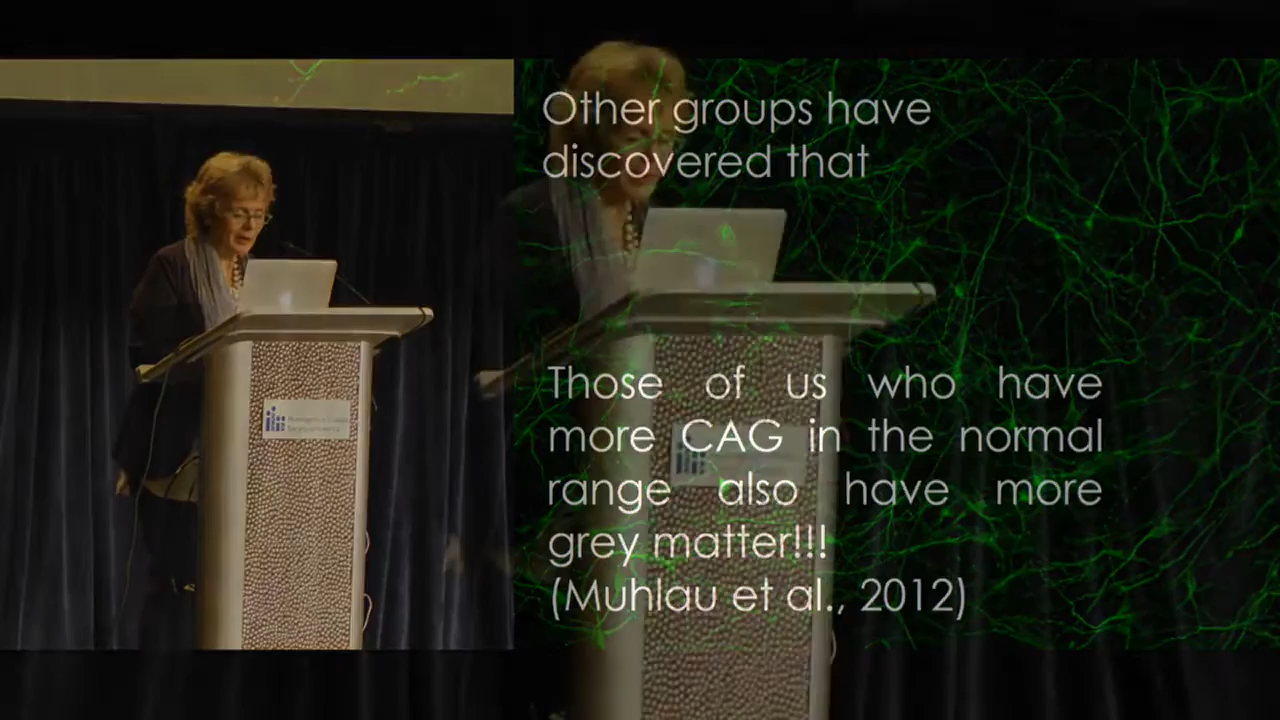 Other groups have
discovered that
Those of us who have
more CAG in the normal
range also have more
grey matter!!!
(Muhlau et al., 2012)